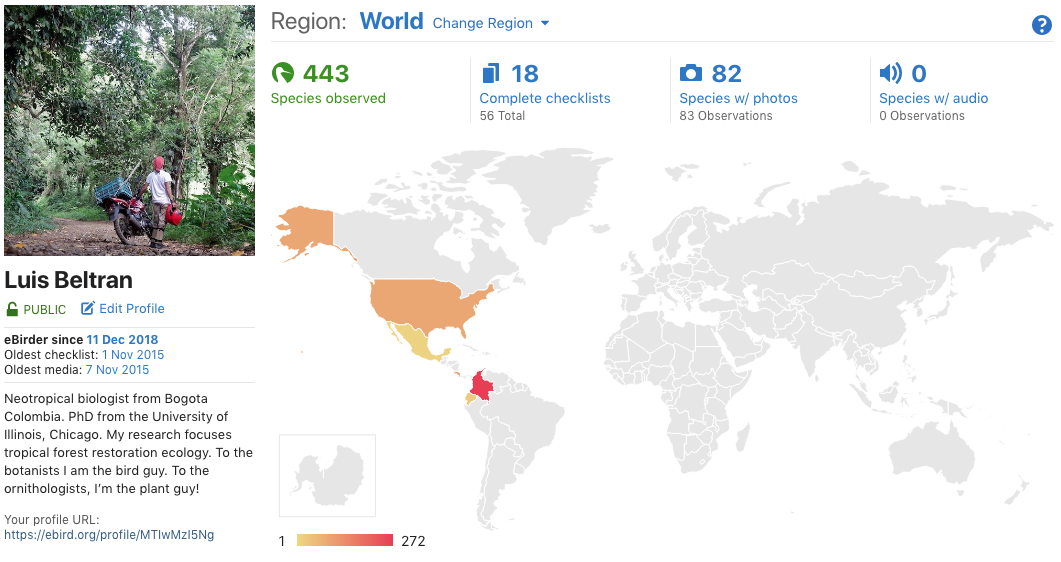 Region: World Change Region
?
443
Species observed
18
Complete checklists
56 Total
82
Species w/ photos
83 Observations
0
Species w/ audio
0 Observations
Luis Beltran
PUBLIC Edit Profile
eBirder since 11 Dec 2018
Oldest checklist: 1 Nov 2015
Oldest media: 7 Nov 2015
Neotropical biologist from Bogota
Colombia. PhD from the University of
Illinois, Chicago. My research focuses
tropical forest restoration ecology. To the
botanists I am the bird guy. To the
ornithologists, I’m the plant guy!
Your profile URL:
https://ebird.org/profile/MTIwMzI5Ng
1 272